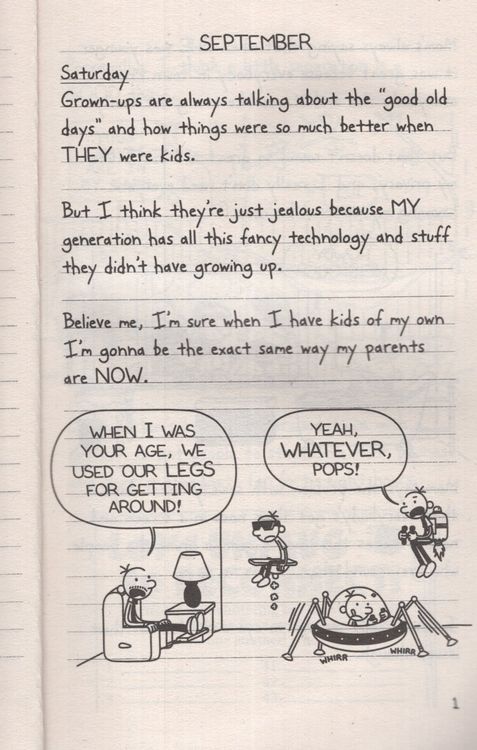 SEPTEMBER
Saturday
Grown-ups are always talking about the "good old
days" and how things were so much better when
THEY were kids.
But I think they're just jealous because MY
generation has all this fancy technology and stuff
they didn't have growing up.
Believe me, I'm sure when I have kids of my own
I'm gonna be the exact same way my parents
are NOW.
WHEN I WAS
YOUR AGE, WE
USED OUR LEGS
FOR GETTING
AROUND!
YEAH,
WHATEVER,
POPS!
WHIRR
WHIRR
1